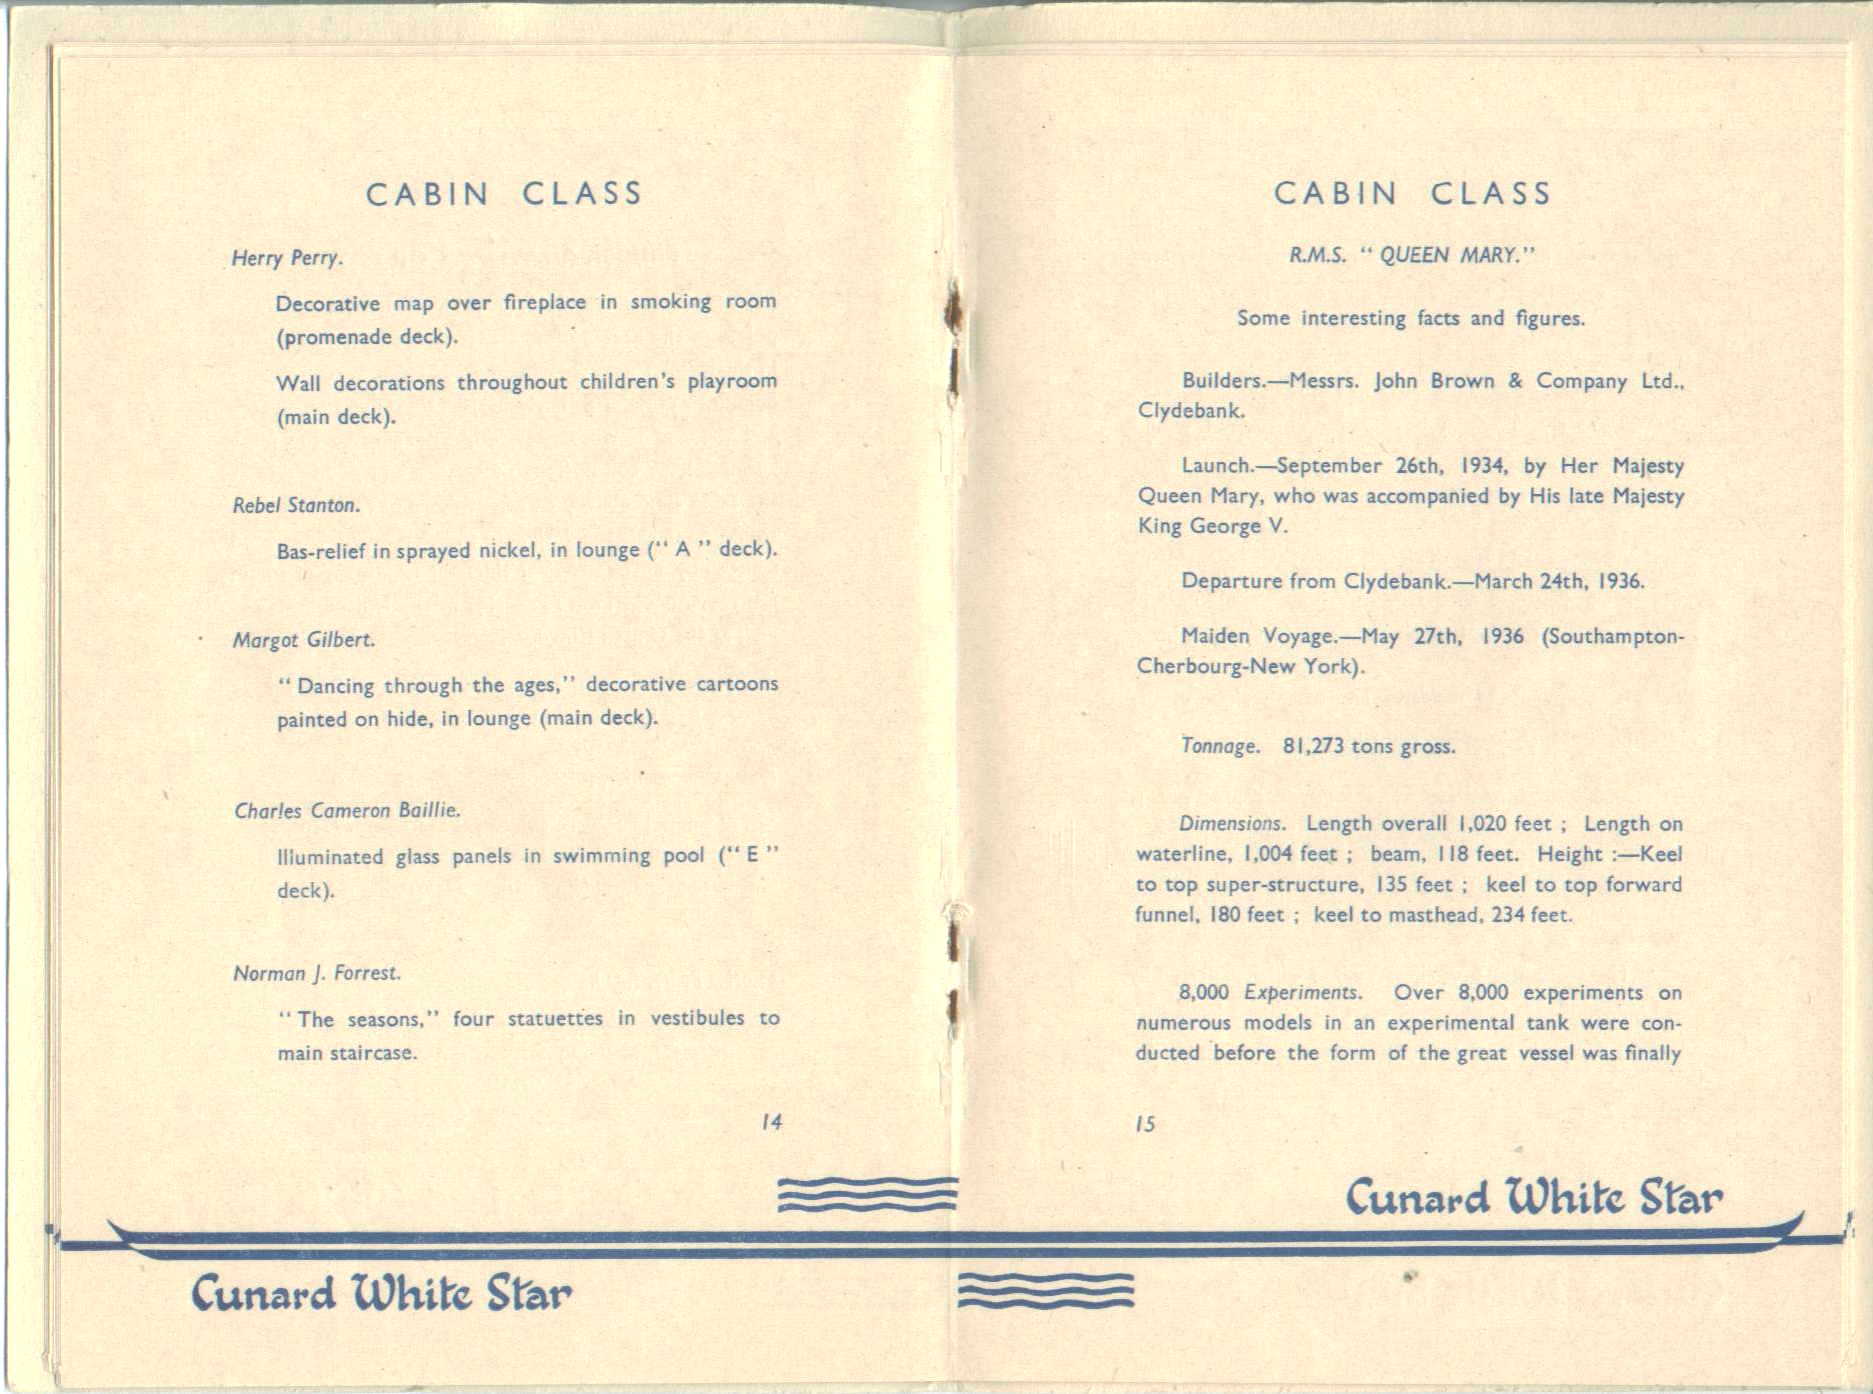 CABIN CLASS
Herry Perry.
Decorative map over fireplace in smoking room
(promenade deck).
Wall decorations throughout children's playroom
(main deck).
Rebel Stanton.
Bas-relief in sprayed nickel, in lounge (" A " deck).
Margot Gilbert.
" Dancing through the ages," decorative cartoons
painted on hide, in lounge (main deck).
Charles Cameron Baillie.
Illuminated glass panels in swimming pool (" E "
deck).
Norman J. Forrest.
" The seasons," four statuettes in vestibules to
main staircase.
14
Cunard White Star
CABIN CLASS
R.M.S. " QUEEN MARY."
Some interesting facts and figures.
Builders.—Messrs. John Brown & Company Ltd.,
Clydebank.
Launch.—September 26th, 1934, by Her Majesty
Queen Mary, who was accompanied by His late Majesty
King George V.
Departure from Clydebank.—March 24th, 1936.
Maiden Voyage.—May 27th, 1936 (Southampton-
Cherbourg-New York).
Tonnage. 81,273 tons gross.
Dimensions. Length overall 1,020 feet ; Length on
waterline, 1,004 feet ; beam, 118 feet. Height :—Keel
to top super-structure, 135 feet ; keel to top forward
funnel, 180 feet ; keel to masthead, 234 feet.
8,000 Experiments. Over 8,000 experiments on
numerous models in an experimental tank were con-
ducted before the form of the great vessel was finally
15
Cunard White Star